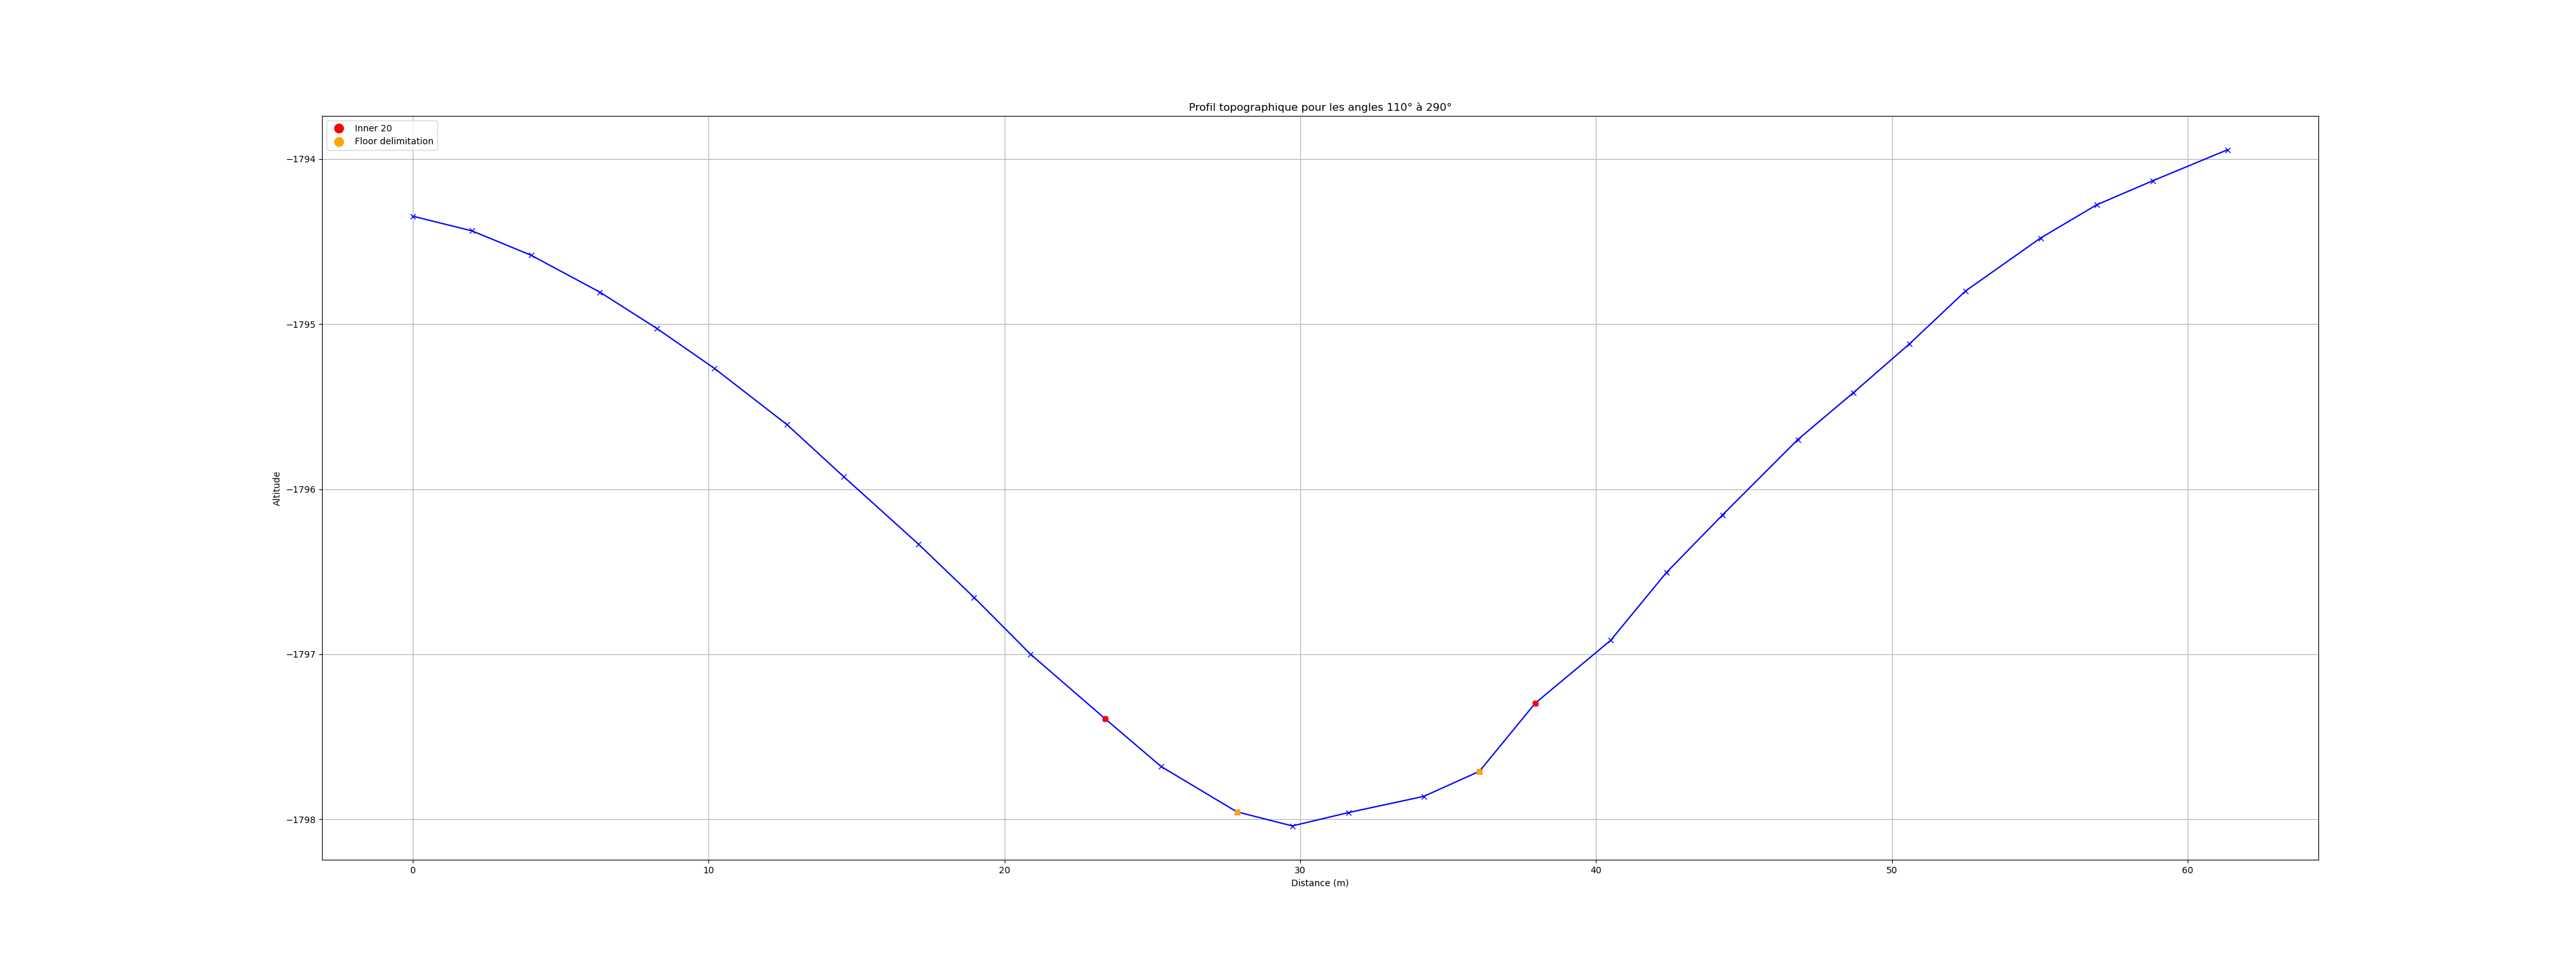 Profil topographique pour les angles 110° à 290°
Inner 20
Floor delimitation
Altitude
−1794
−1795
−1796
−1797
−1798
0 10 20 30 40 50 60
Distance (m)